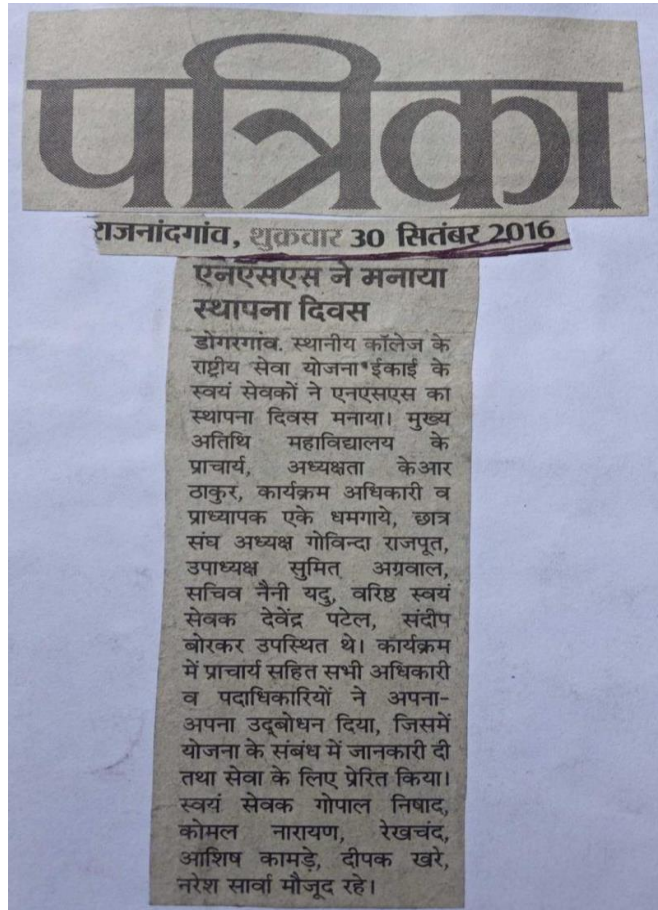 पत्रिका
राजनांदगांव, शुक्रवार 30 सितंबर 2016
एनएसएस ने मनाया
स्थापना दिवस
डोंगरगांव. स्थानीय कॉलेज के
राष्ट्रीय सेवा योजना ईकाई के
स्वयं सेवकों ने एनएसएस का
स्थापना दिवस मनाया। मुख्य
अतिथि महाविद्यालय के
प्राचार्य, अध्यक्षता केआर
ठाकुर, कार्यक्रम अधिकारी व
प्राध्यापक एके धमगाये, छात्र
संघ अध्यक्ष गोविन्दा राजपूत,
उपाध्यक्ष सुमित अग्रवाल,
सचिव नैनी यदु, वरिष्ठ स्वयं
सेवक देवेंद्र पटेल, संदीप
बोरकर उपस्थित थे। कार्यक्रम
में प्राचार्य सहित सभी अधिकारी
व पदाधिकारियों ने अपना-
अपना उद्बोधन दिया, जिसमें
योजना के संबंध में जानकारी दी
तथा सेवा के लिए प्रेरित किया।
स्वयं सेवक गोपाल निषाद,
कोमल नारायण, रेखचंद,
आशिष कामड़े, दीपक खरे,
नरेश सार्वा मौजूद रहे।